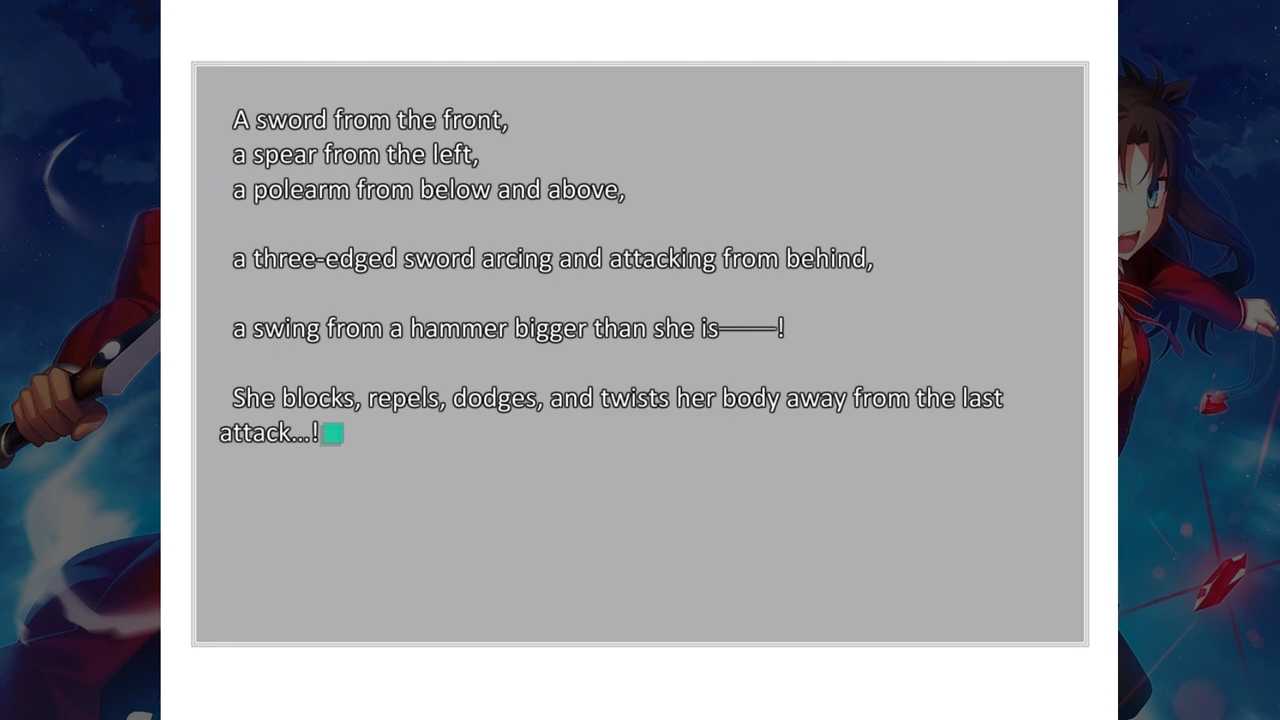 A sword from the front,
a spear from the left,
a polearm from below and above,
a three-edged sword arcing and attacking from behind,
a swing from a hammer bigger than she is———!
She blocks, repels, dodges, and twists her body away from the last
attack...!